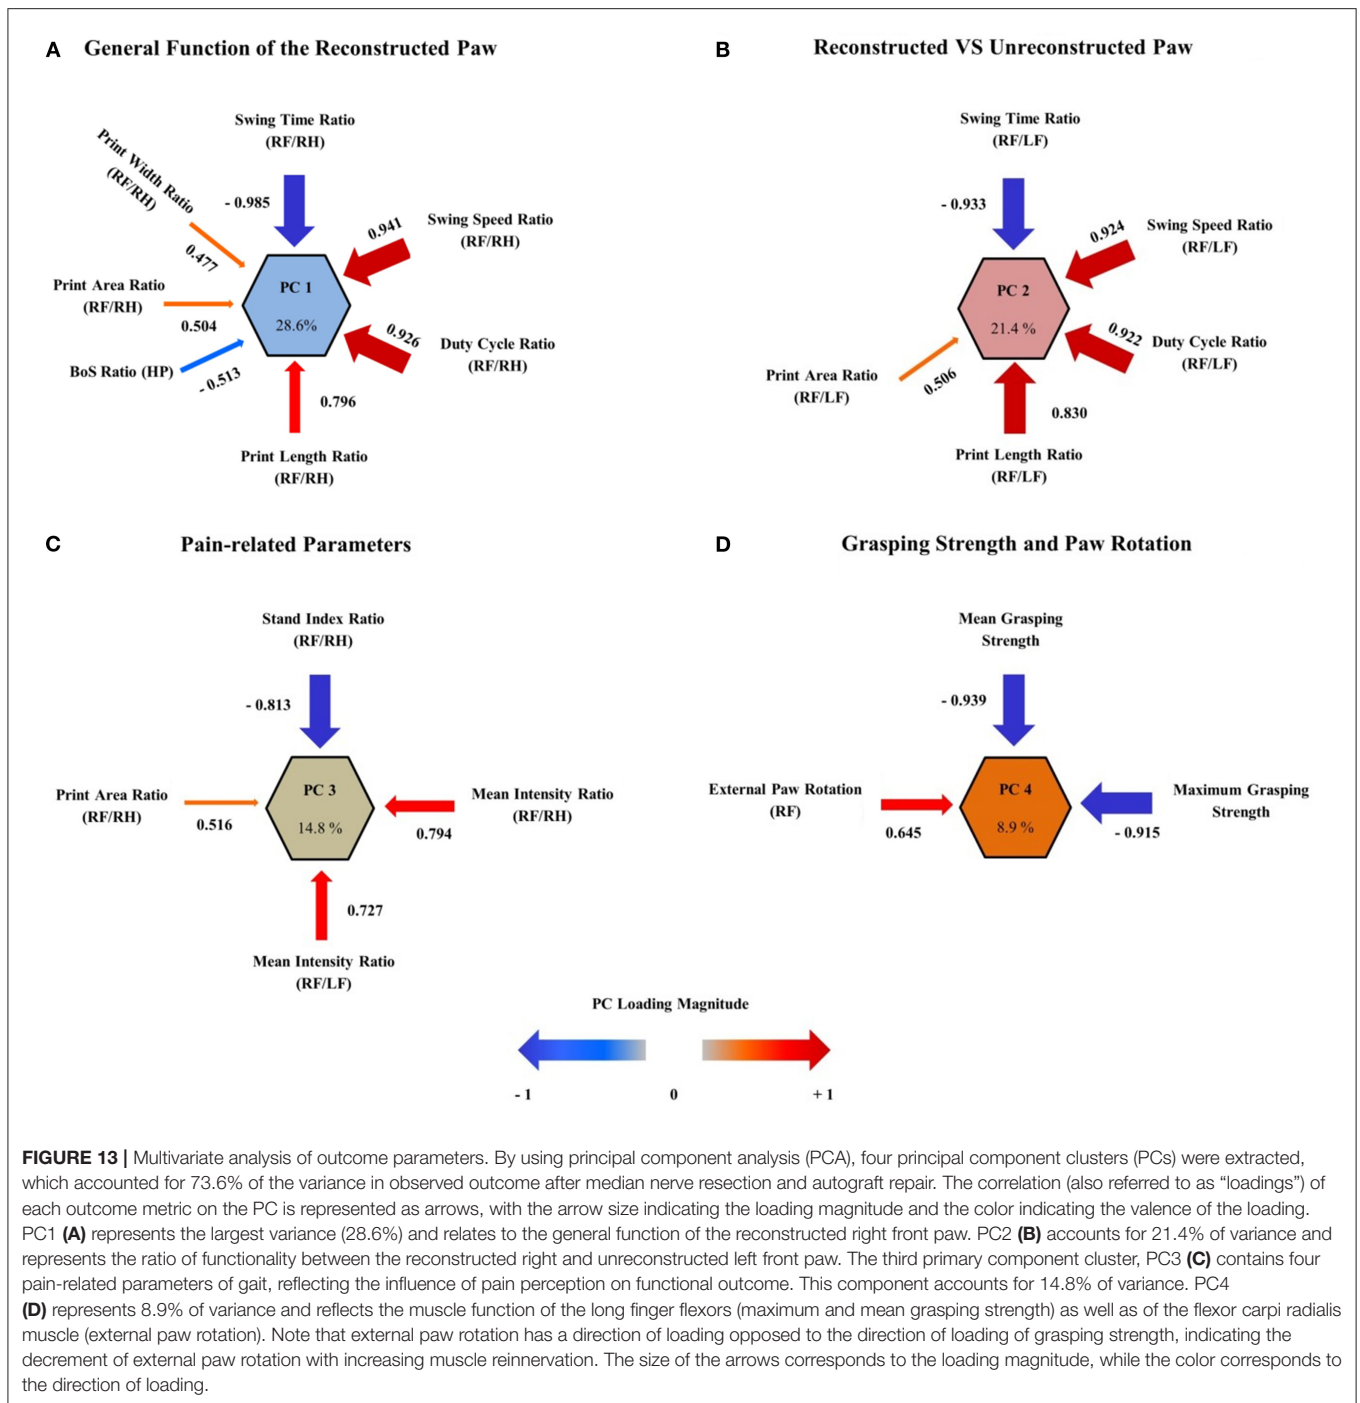 A General Function of the Reconstructed Paw
Swing Time Ratio
(RF/RH)
Print Width Ratio
(RF/RH)
- 0.985
0.941
Swing Speed Ratio
(RF/RH)
0.477
Print Area Ratio
(RF/RH)
0.504
PC 1
28.6%
0.926
Duty Cycle Ratio
(RF/RH)
BoS Ratio (HP)
- 0.513
0.796
Print Length Ratio
(RF/RH)
B Reconstructed VS Unreconstructed Paw
Swing Time Ratio
(RF/LF)
- 0.933
0.924
Swing Speed Ratio
(RF/LF)
PC 2
21.4 %
0.922
Duty Cycle Ratio
(RF/LF)
Print Area Ratio
(RF/LF)
0.506
0.830
Print Length Ratio
(RF/LF)
C Pain-related Parameters
Stand Index Ratio
(RF/RH)
- 0.813
Print Area Ratio
(RF/RH)
0.516
PC 3
14.8 %
Mean Intensity Ratio
(RF/RH)
0.794
0.727
Mean Intensity Ratio
(RF/LF)
D Grasping Strength and Paw Rotation
Mean Grasping
Strength
- 0.939
External Paw Rotation
(RF)
0.645
PC 4
8.9 %
Maximum Grasping
Strength
- 0.915
PC Loading Magnitude
- 1 0 + 1
FIGURE 13 | Multivariate analysis of outcome parameters. By using principal component analysis (PCA), four principal component clusters (PCs) were extracted,
which accounted for 73.6% of the variance in observed outcome after median nerve resection and autograft repair. The correlation (also referred to as “loadings”) of
each outcome metric on the PC is represented as arrows, with the arrow size indicating the loading magnitude and the color indicating the valence of the loading.
PC1 (A) represents the largest variance (28.6%) and relates to the general function of the reconstructed right front paw. PC2 (B) accounts for 21.4% of variance and
represents the ratio of functionality between the reconstructed right and unreconstructed left front paw. The third primary component cluster, PC3 (C) contains four
pain-related parameters of gait, reflecting the influence of pain perception on functional outcome. This component accounts for 14.8% of variance. PC4
(D) represents 8.9% of variance and reflects the muscle function of the long finger flexors (maximum and mean grasping strength) as well as of the flexor carpi radialis
muscle (external paw rotation). Note that external paw rotation has a direction of loading opposed to the direction of loading of grasping strength, indicating the
decrement of external paw rotation with increasing muscle reinnervation. The size of the arrows corresponds to the loading magnitude, while the color corresponds to
the direction of loading.